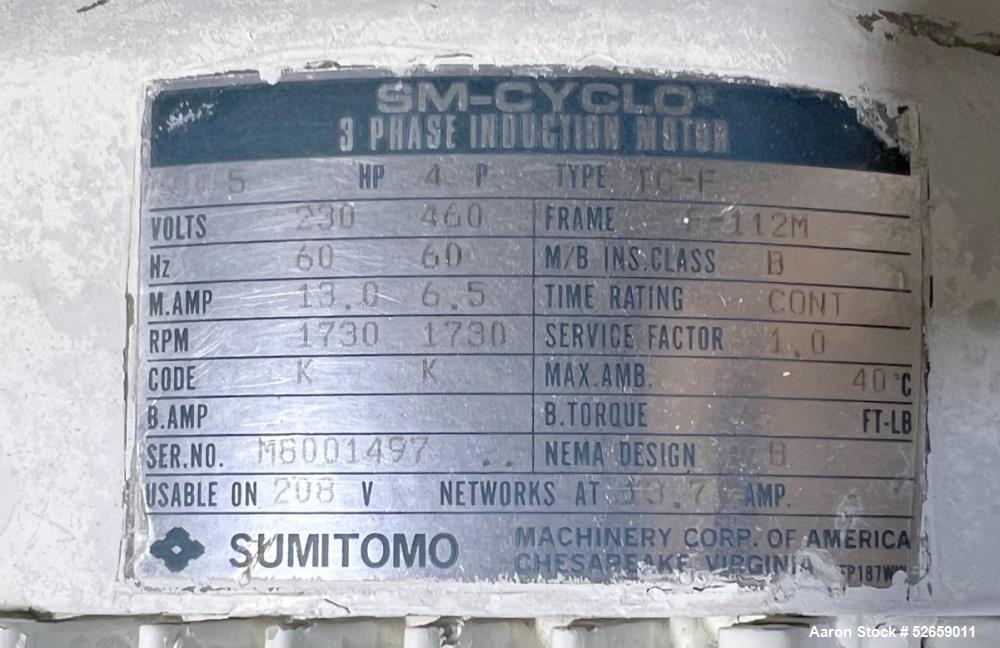 SM-CYCLO®
3 PHASE INDUCTION MOTOR
5 HP 4 P TYPE TC-F
VOLTS 230 460 FRAME 112M
Hz 60 60 M/B INS.CLASS B
M.AMP 13.0 6.5 TIME RATING CONT
RPM 1730 1730 SERVICE FACTOR 1.0
CODE K K MAX.AMB. 40°C
B.AMP B.TORQUE FT-LB
SER.NO. M8001497 NEMA DESIGN B
USABLE ON 208 V NETWORKS AT 13.7 AMP.
SUMITOMO MACHINERY CORP. OF AMERICA
CHESAPEAKE, VIRGINIA
Aaron Stock # 52659011